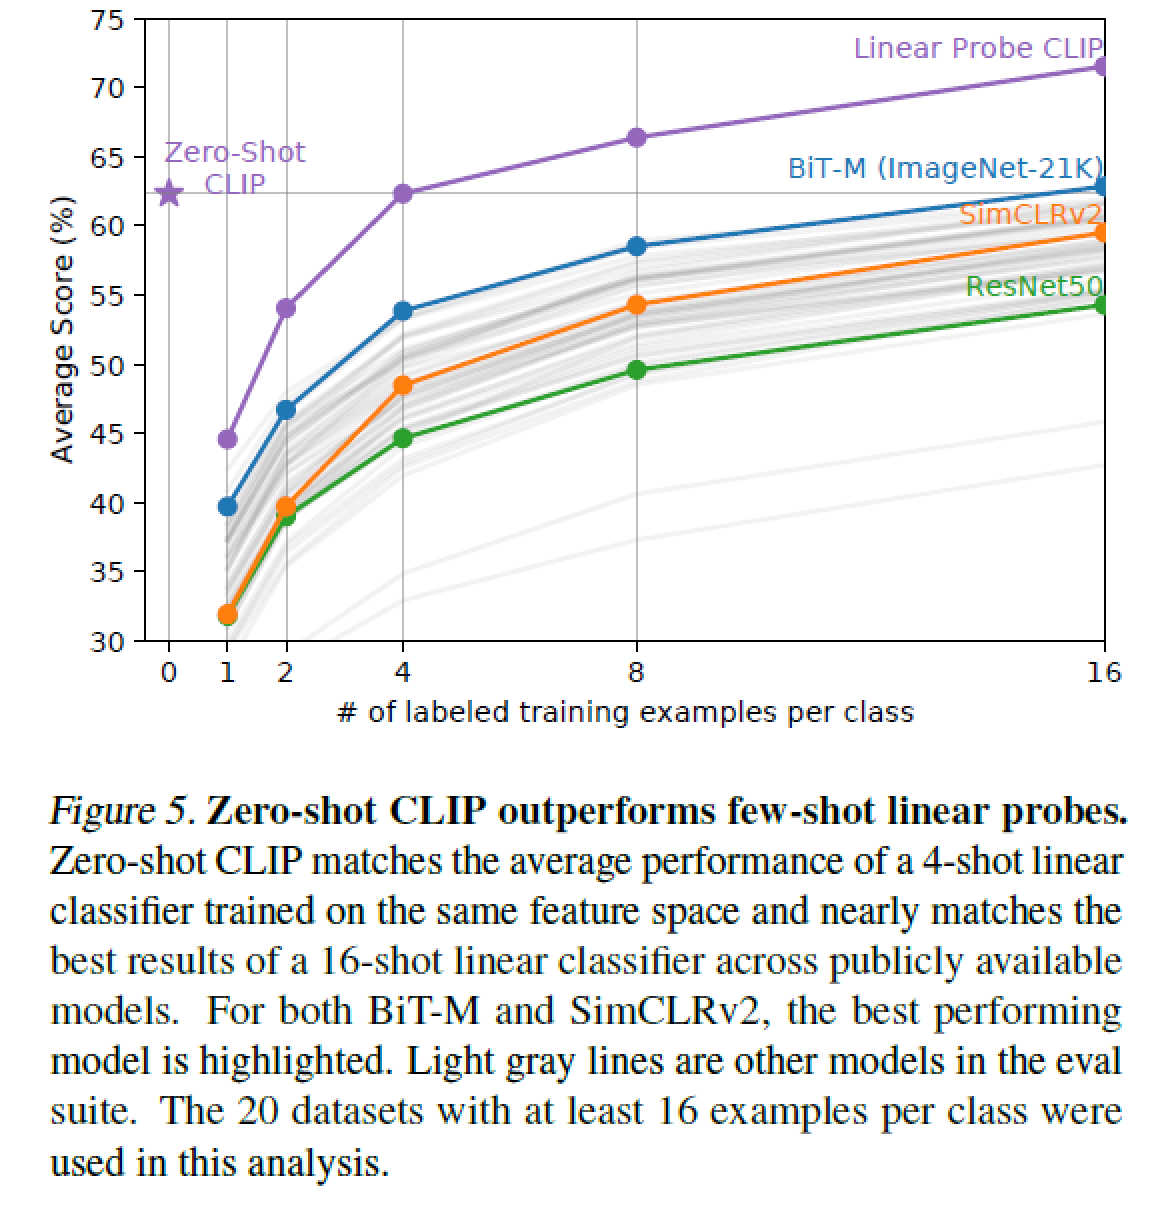 75
70
65
60
55
50
45
40
35
30
Average Score (%)
Linear Probe CLIP
Zero-Shot
CLIP
BiT-M (ImageNet-21K)
SimCLRv2
ResNet50
0 1 2 4 8 16
# of labeled training examples per class
Figure 5. Zero-shot CLIP outperforms few-shot linear probes.
Zero-shot CLIP matches the average performance of a 4-shot linear
classifier trained on the same feature space and nearly matches the
best results of a 16-shot linear classifier across publicly available
models. For both BiT-M and SimCLRv2, the best performing
model is highlighted. Light gray lines are other models in the eval
suite. The 20 datasets with at least 16 examples per class were
used in this analysis.